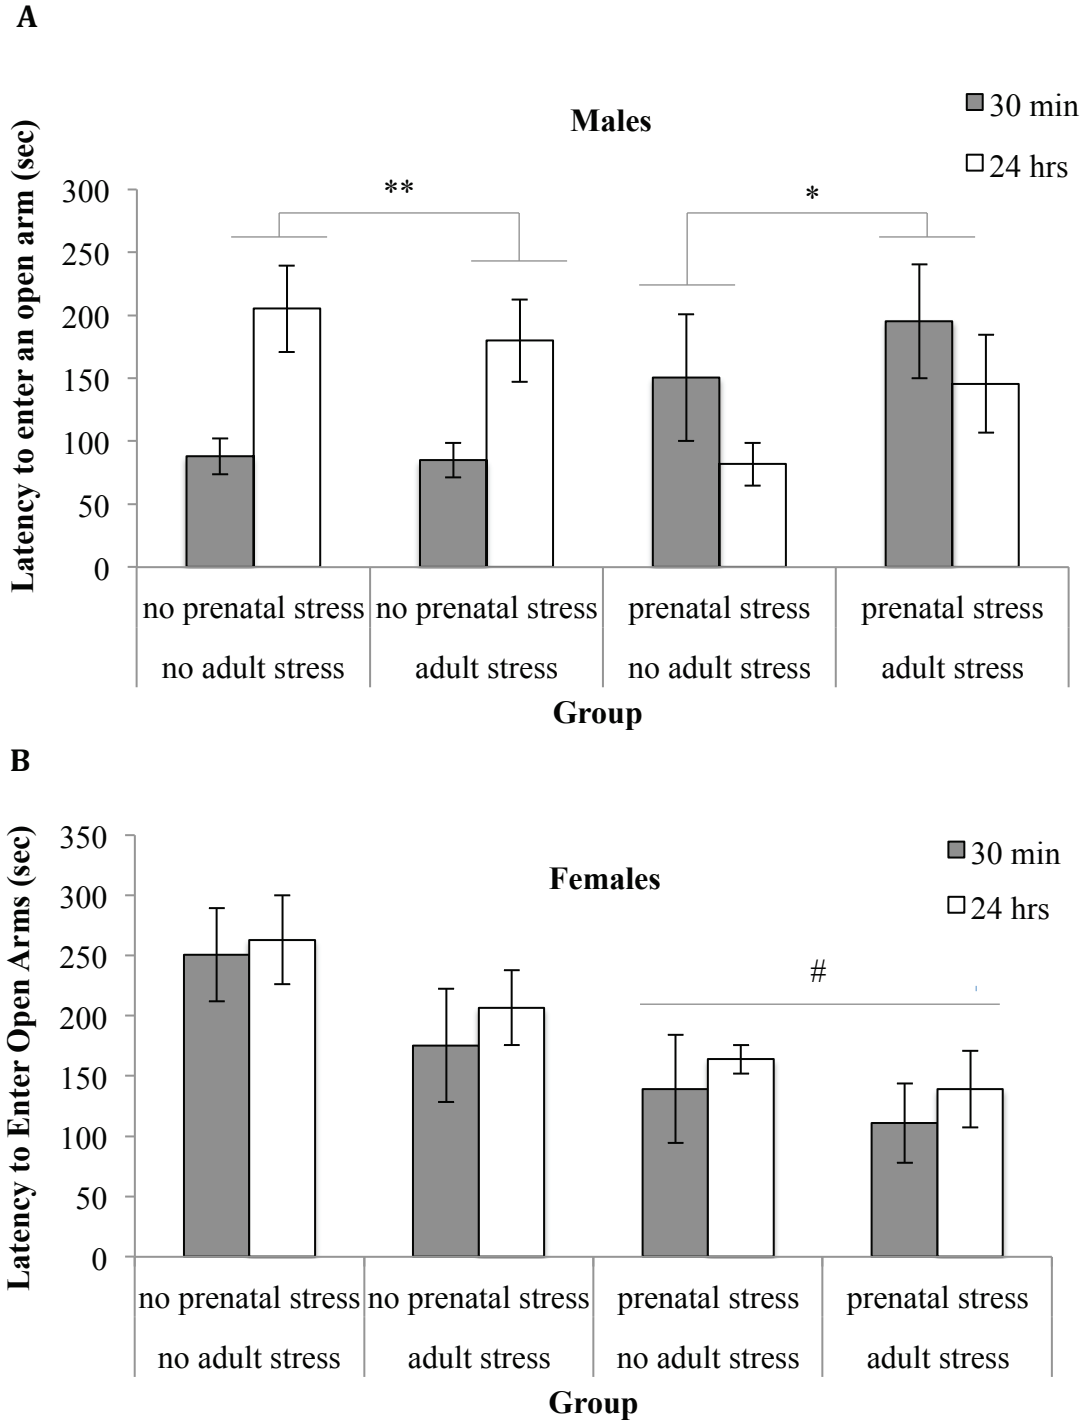 A
Males
30 min
24 hrs
Latency to enter an open arm (sec)
**
*
300
250
200
150
100
50
0
no prenatal stress no prenatal stress prenatal stress prenatal stress
no adult stress adult stress no adult stress adult stress
Group
B
Females
30 min
24 hrs
Latency to Enter Open Arms (sec)
#
350
300
250
200
150
100
50
0
no prenatal stress no prenatal stress prenatal stress prenatal stress
no adult stress adult stress no adult stress adult stress
Group